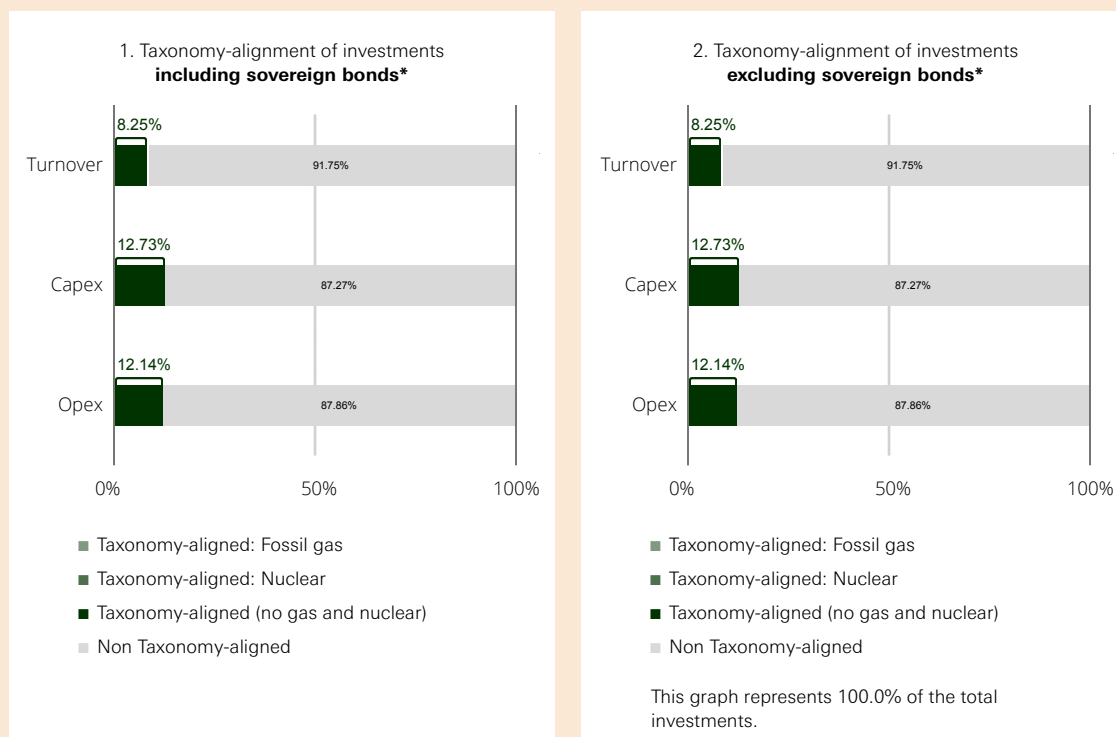 1. Taxonomy-alignment of investments
including sovereign bonds*
8.25%
Turnover
91.75%
12.73%
Capex
87.27%
12.14%
Opex
87.86%
0%
50%
100%
Taxonomy-aligned: Fossil gas
Taxonomy-aligned: Nuclear
Taxonomy-aligned (no gas and nuclear)
Non Taxonomy-aligned
2. Taxonomy-alignment of investments
excluding sovereign bonds*
8.25%
Turnover
91.75%
12.73%
Capex
87.27%
12.14%
Opex
87.86%
0%
50%
100%
Taxonomy-aligned: Fossil gas
Taxonomy-aligned: Nuclear
Taxonomy-aligned (no gas and nuclear)
Non Taxonomy-aligned
This graph represents 100.0% of the total
investments.